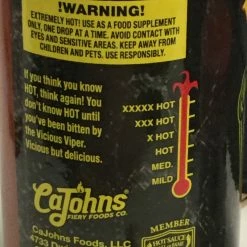 !WARNING!
EXTREMELY HOT! USE AS A FOOD SUPPLEMENT
ONLY, ONE DROP AT A TIME. AVOID CONTACT WITH
EYES AND SENSITIVE AREAS. KEEP AWAY FROM
CHILDREN AND PETS. USE RESPONSIBLY.
If you think you know
HOT, think again! You
don't know HOT until
you've been bitten by
the Vicious Viper.
Vicious but delicious.
XXXXX HOT
XXX HOT
X HOT
HOT
MED.
MILD
CaJohns
FIERY FOODS CO.
CaJohns Foods, LLC
4733 D
MEMBER
HOT SAUCE